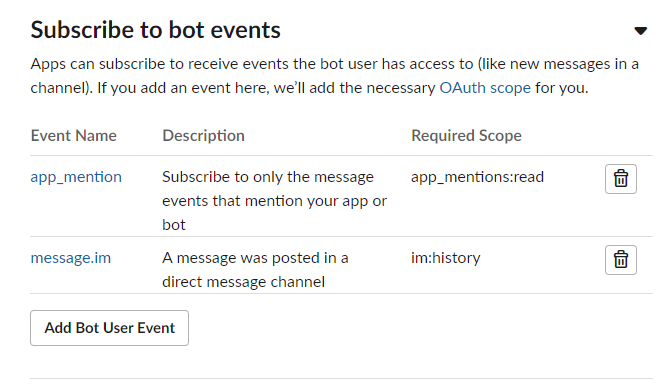 Subscribe to bot events
Apps can subscribe to receive events the bot user has access to (like new messages in a
channel). If you add an event here, we’ll add the necessary OAuth scope for you.
Event Name Description Required Scope
app_mention Subscribe to only the message app_mentions:read
events that mention your app or
bot
message.im A message was posted in a im:history
direct message channel
Add Bot User Event